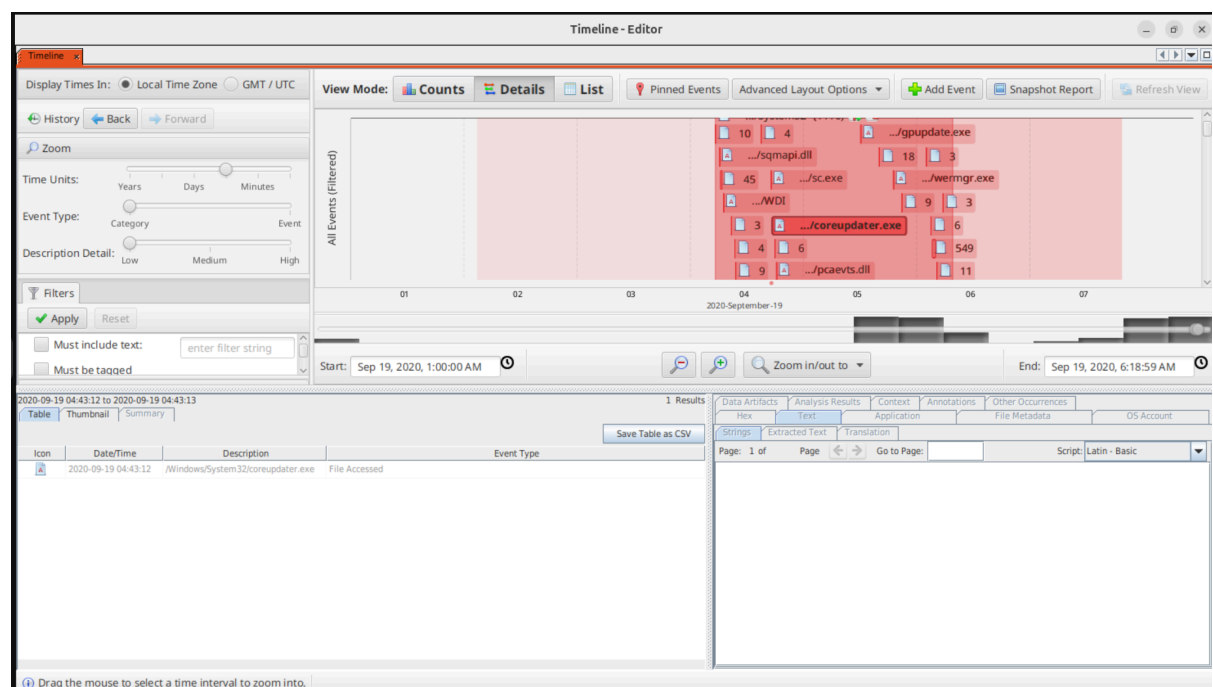 Timeline - Editor
Timeline
Display Times In: Local Time Zone GMT / UTC
View Mode: Counts Details List Pinned Events Advanced Layout Options Add Event Snapshot Report Refresh View
History Back Forward
Zoom
Time Units:
Years Days Minutes
Event Type:
Category Event
Description Detail:
Low Medium High
Filters
Apply Reset
Must include text: enter filter string
Must be tagged
All Events (Filtered)
10 4 .../gpupdate.exe
.../sqmapi.dll 18 3
45 .../sc.exe .../wermgr.exe
.../WDI 9 3
3 .../coreupdater.exe 6
4 6 549
9 .../pcaevts.dll 11
01 02 03 04 05 06 07
2020-September-19
Start: Sep 19, 2020, 1:00:00 AM Zoom in/out to End: Sep 19, 2020, 6:18:59 AM
2020-09-19 04:43:12 to 2020-09-19 04:43:13 1 Results
Table Thumbnail Summary
Save Table as CSV
Icon Date/Time Description Event Type
2020-09-19 04:43:12 /Windows/System32/coreupdater.exe File Accessed
Data Artifacts Analysis Results Context Annotations Other Occurrences
Hex Text Application File Metadata OS Account
Strings Extracted Text Translation
Page: 1 of Page Go to Page: Script: Latin - Basic
Drag the mouse to select a time interval to zoom into.